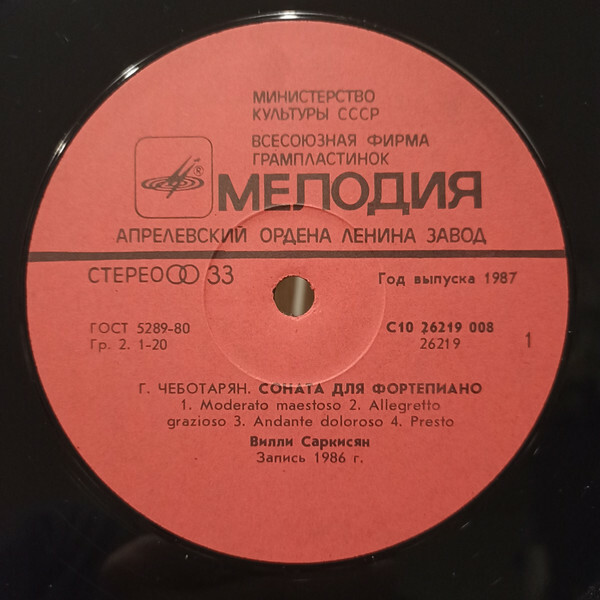 МИНИСТЕРСТВО
КУЛЬТУРЫ СССР
ВСЕСОЮЗНАЯ ФИРМА
ГРАМПЛАСТИНОК
МЕЛОДИЯ
АПРЕЛЕВСКИЙ ОРДЕНА ЛЕНИНА ЗАВОД
СТЕРЕО 33
Год выпуска 1987
ГОСТ 5289-80
Гр. 2. 1-20
С10 26219 008
26219
1
Г. ЧЕБОТАРЯН. СОНАТА ДЛЯ ФОРТЕПИАНО
1. Moderato maestoso 2. Allegretto
grazioso 3. Andante doloroso 4. Presto
Вилли Саркисян
Запись 1986 г.